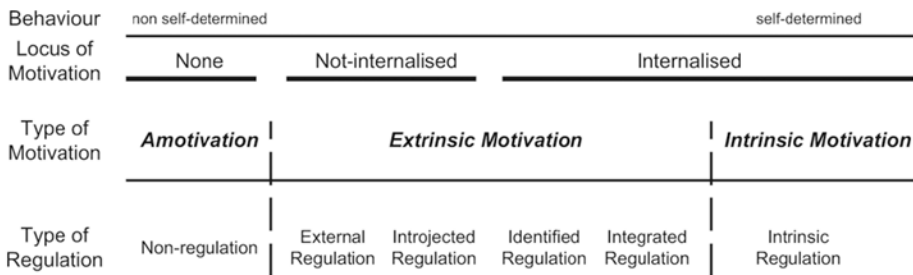 Behaviour non self-determined self-determined
Locus of
Motivation None Not-internalised Internalised
Type of
Motivation Amotivation Extrinsic Motivation Intrinsic Motivation
Type of
Regulation Non-regulation External
Regulation Introjected
Regulation Identified
Regulation Integrated
Regulation Intrinsic
Regulation